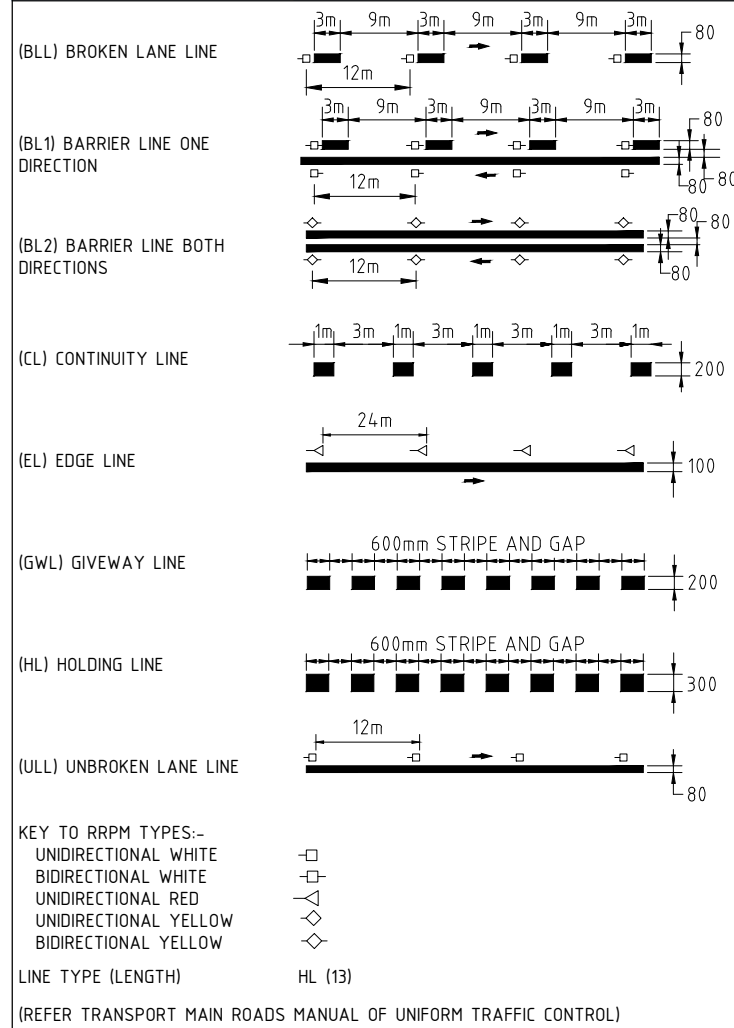 3m 9m 3m 9m 3m 9m 3m
80
(BLL) BROKEN LANE LINE
12m
3m 9m 3m 9m 3m 9m 3m
80
(BL1) BARRIER LINE ONE
DIRECTION
12m
80
80
(BL2) BARRIER LINE BOTH
DIRECTIONS
80
80
12m
80
1m 3m 1m 3m 1m 3m 1m 3m 1m
(CL) CONTINUITY LINE
200
24m
(EL) EDGE LINE
100
600mm STRIPE AND GAP
(GWL) GIVEWAY LINE
200
600mm STRIPE AND GAP
(HL) HOLDING LINE
300
12m
(ULL) UNBROKEN LANE LINE
80
KEY TO RRPM TYPES:-
UNIDIRECTIONAL WHITE
BIDIRECTIONAL WHITE
UNIDIRECTIONAL RED
UNIDIRECTIONAL YELLOW
BIDIRECTIONAL YELLOW
LINE TYPE (LENGTH) HL (13)
(REFER TRANSPORT MAIN ROADS MANUAL OF UNIFORM TRAFFIC CONTROL)